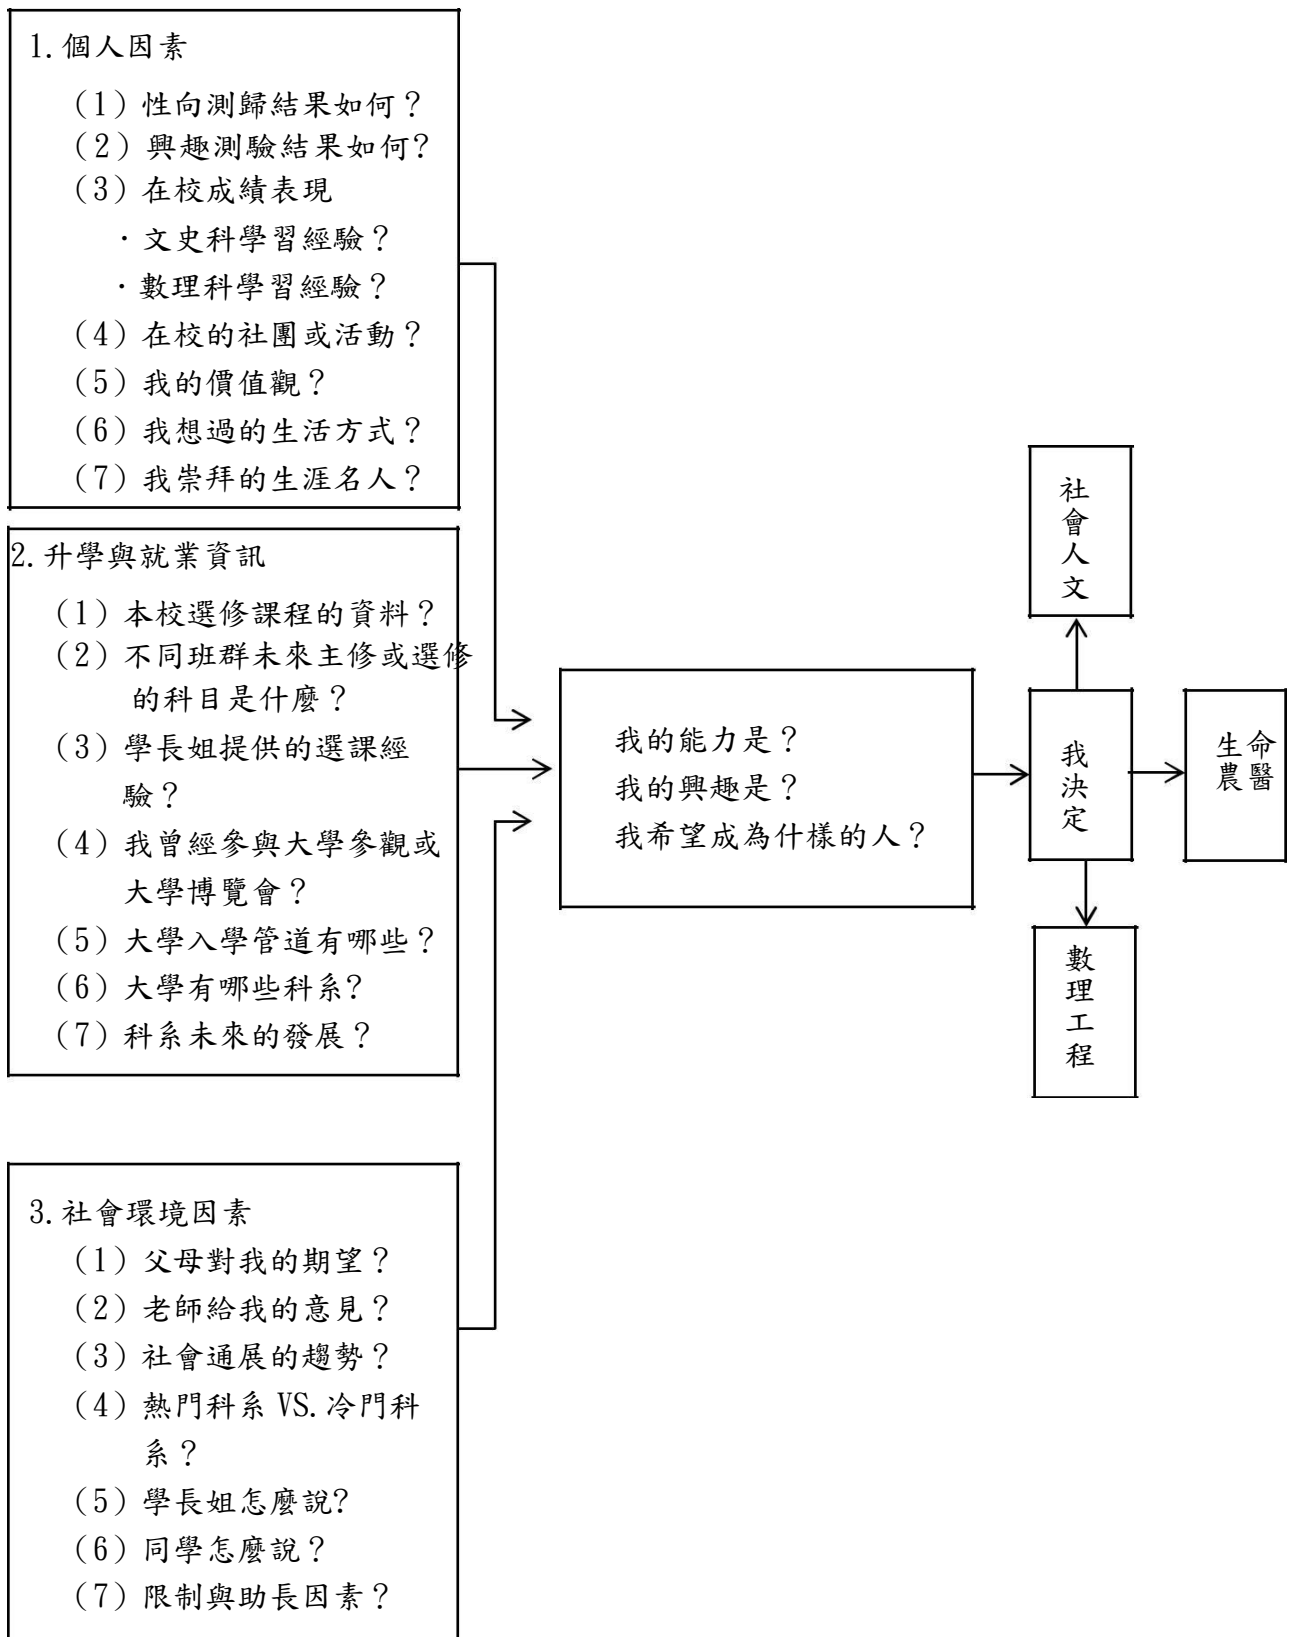 1.個人因素
（1）性向測歸結果如何？
（2）興趣測驗結果如何?
（3）在校成績表現
．文史科學習經驗？
．數理科學習經驗？
（4）在校的社團或活動？
（5）我的價值觀？
（6）我想過的生活方式？
（7）我崇拜的生涯名人？
2.升學與就業資訊
（1）本校選修課程的資料？
（2）不同班群未來主修或選修
的科目是什麼？
（3）學長姐提供的選課經
驗？
（4）我曾經參與大學參觀或
大學博覽會？
（5）大學入學管道有哪些？
（6）大學有哪些科系?
（7）科系未來的發展？
3.社會環境因素
（1）父母對我的期望？
（2）老師給我的意見？
（3）社會通展的趨勢？
（4）熱門科系 VS.冷門科
系？
（5）學長姐怎麼說?
（6）同學怎麼說？
（7）限制與助長因素？
我的能力是？
我的興趣是？
我希望成為什樣的人？
我決定
社會人文
生命
農醫
數理工程